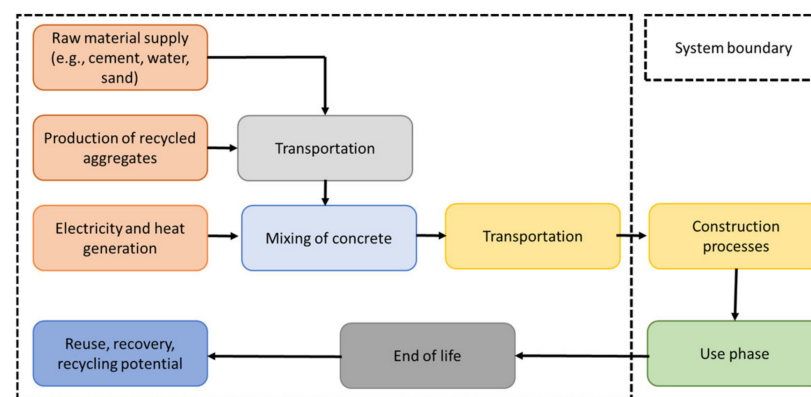 Raw material supply
(e.g., cement, water,
sand)
System boundary
Production of recycled
aggregates
Transportation
Electricity and heat
generation
Mixing of concrete
Transportation
Construction
processes
Reuse, recovery,
recycling potential
End of life
Use phase